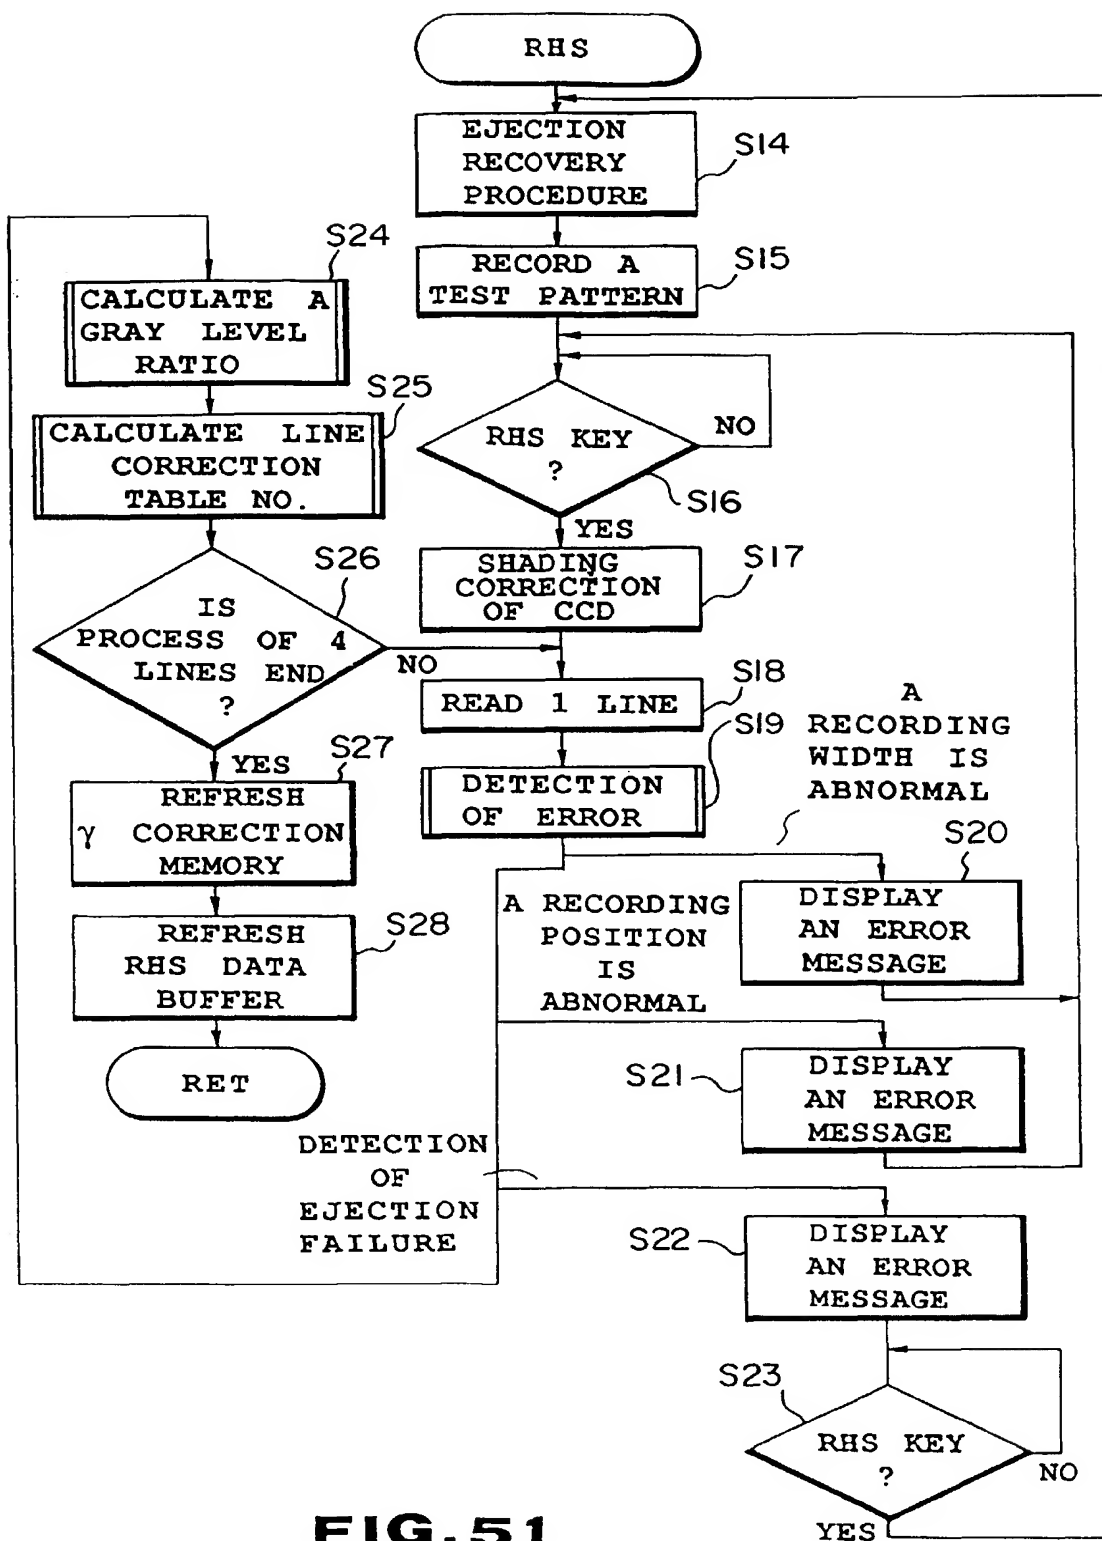 RHS
EJECTION
RECOVERY
PROCEDURE
S14
RECORD A
TEST PATTERN
S15
RHS KEY
?
NO
S16
YES
SHADING
CORRECTION
OF CCD
S17
READ 1 LINE
S18
DETECTION
OF ERROR
S19
A
RECORDING
WIDTH IS
ABNORMAL
S20
DISPLAY
AN ERROR
MESSAGE
A RECORDING
POSITION
IS
ABNORMAL
S21
DISPLAY
AN ERROR
MESSAGE
DETECTION
OF
EJECTION
FAILURE
S22
DISPLAY
AN ERROR
MESSAGE
S23
RHS KEY
?
NO
YES
S24
CALCULATE A
GRAY LEVEL
RATIO
S25
CALCULATE LINE
CORRECTION
TABLE NO.
S26
IS
PROCESS OF 4
LINES END
?
NO
YES
S27
REFRESH
γ CORRECTION
MEMORY
S28
REFRESH
RHS DATA
BUFFER
RET
FIG.51